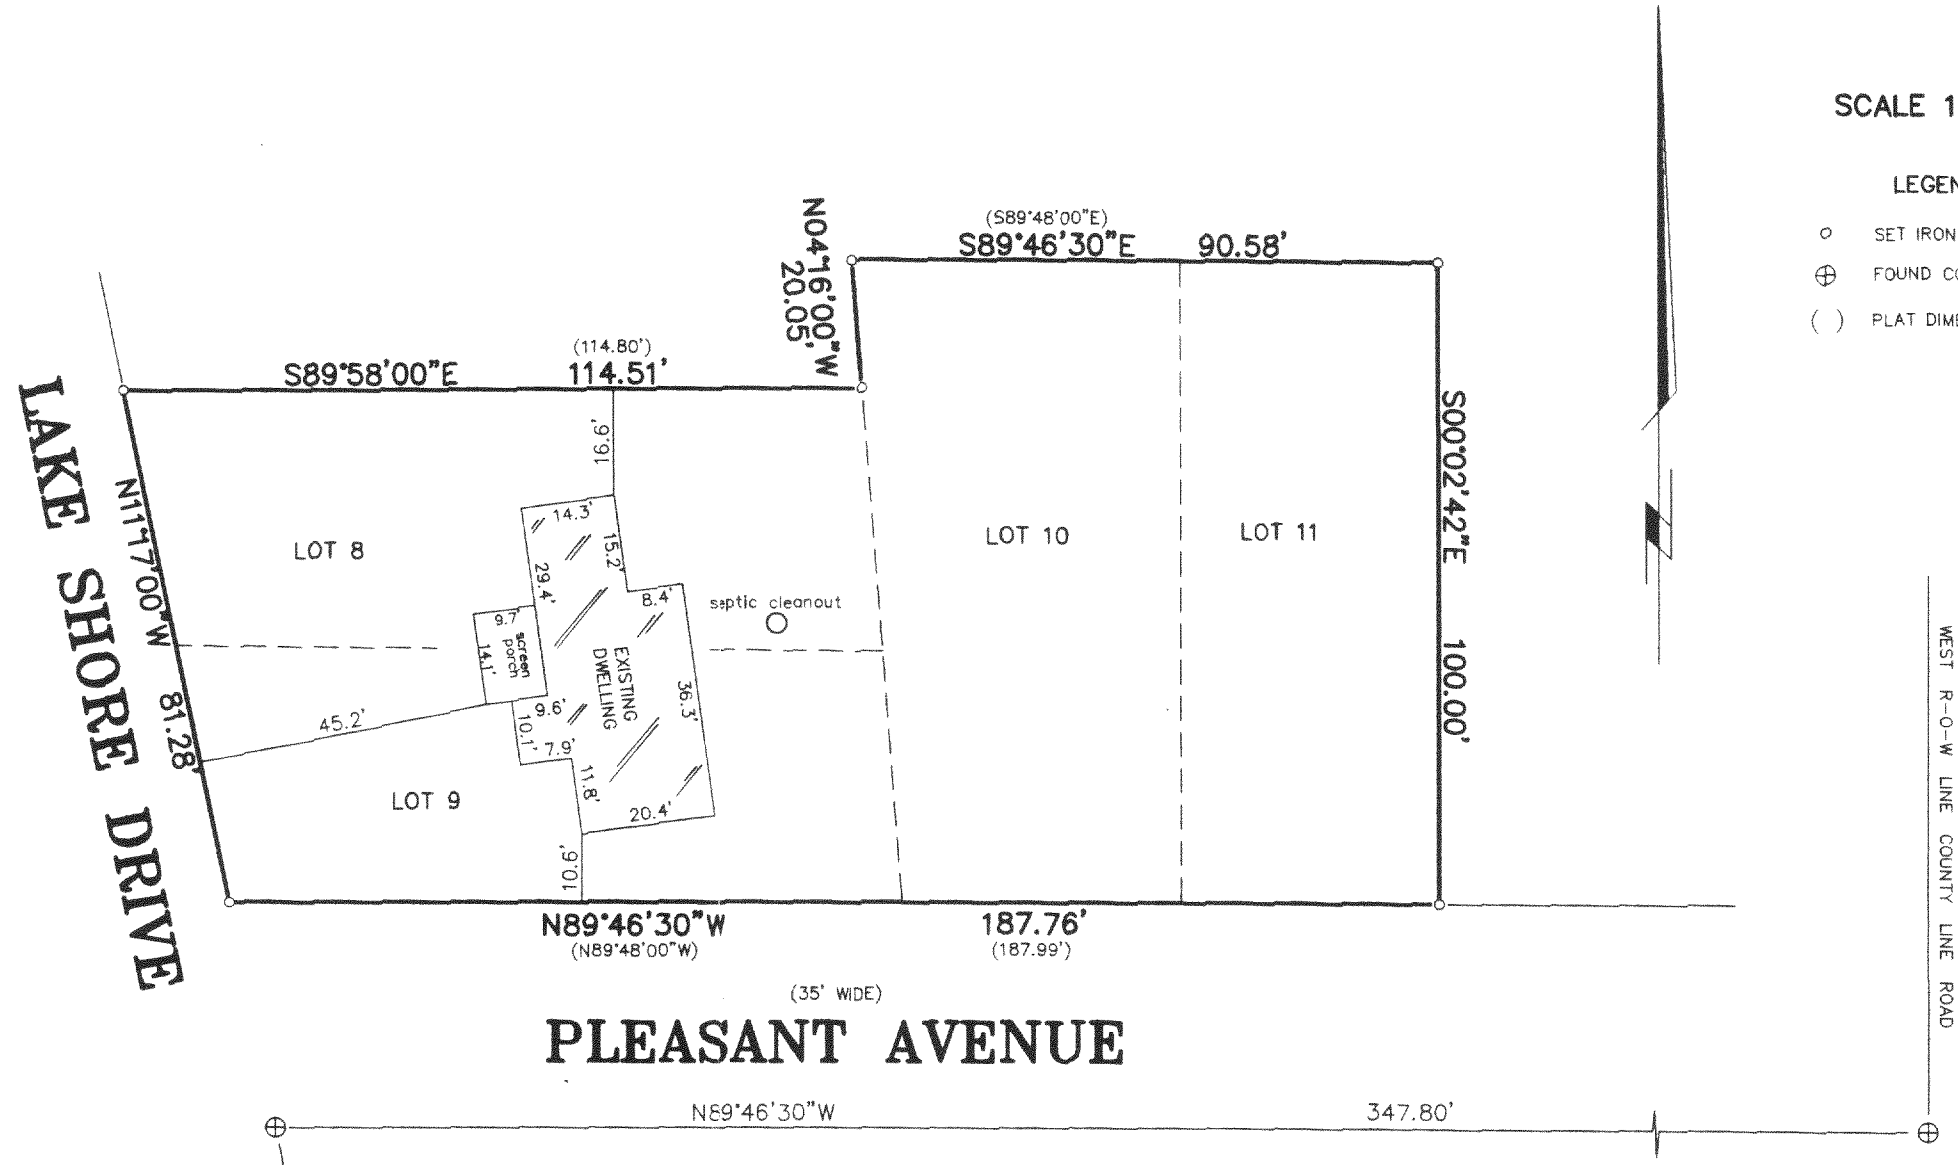 SCALE 1
LEGEN
SET IRON
FOUND CO
( ) PLAT DIM
(S89°48'00"E)
S89°46'30"E 90.58'
N04°16'00"W
20.05'
(114.80')
S89°58'00"E 114.51'
LAKE SHORE DRIVE
N11°17'00"W 81.28'
S00°02'42"E 100.00'
16.6'
14.3'
15.2'
LOT 8
LOT 10
LOT 11
29.4'
8.4'
septic cleanout
9.7'
screen
porch
14.1'
EXISTING
DWELLING
36.3'
9.6'
10.1'
45.2'
7.9'
11.8'
LOT 9
20.4'
10.6'
N89°46'30"W 187.76'
(N89°48'00"W) (187.99')
(35' WIDE)
PLEASANT AVENUE
N89°46'30"W 347.80'
WEST R-O-W LINE COUNTY LINE ROAD